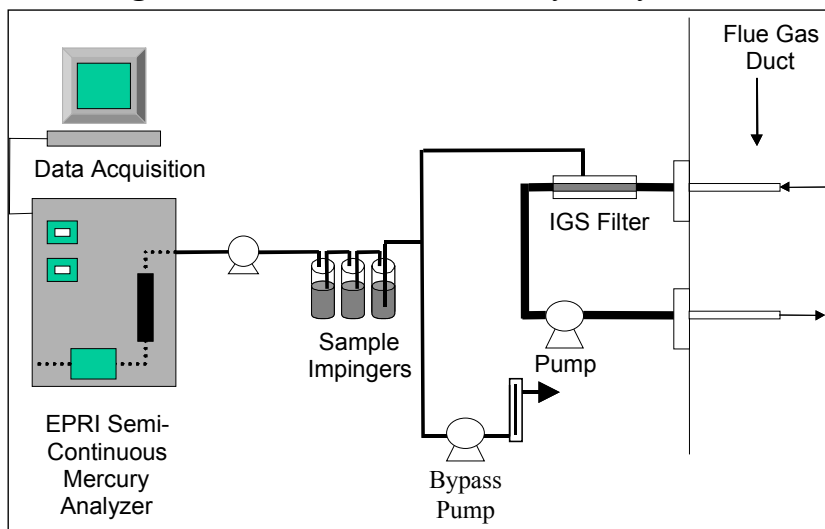 Flue Gas
Duct
Data Acquisition
IGS Filter
Sample
Impingers
Pump
EPRI Semi-
Continuous
Mercury
Analyzer
Bypass
Pump